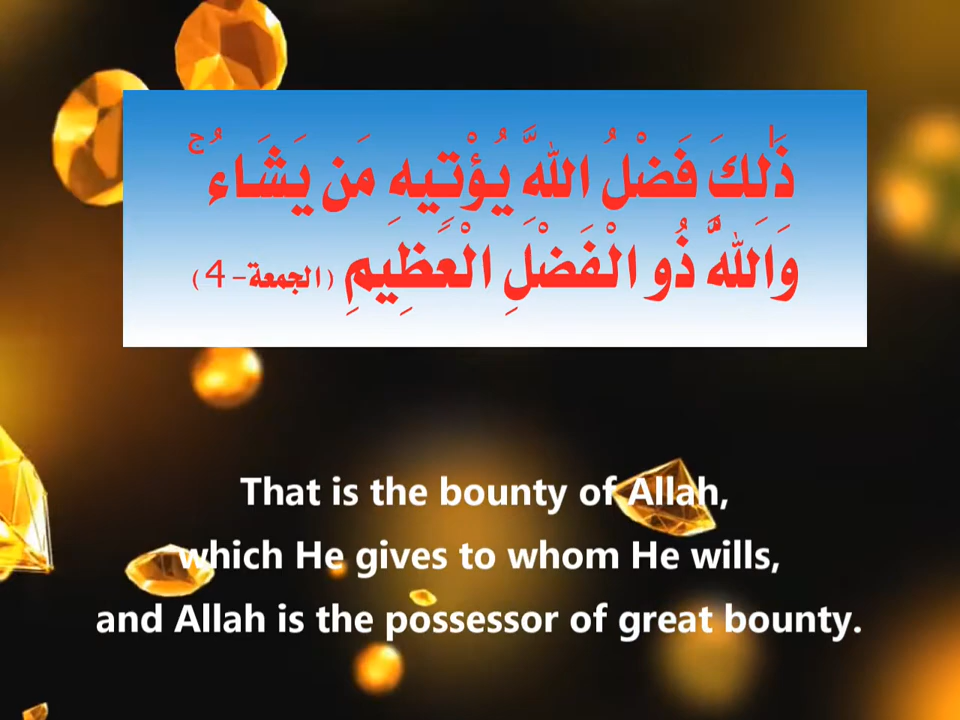 ذَٰلِكَ فَضْلُ اللَّهِ يُؤْتِيهِ مَن يَشَاءُ ۚ
وَاللَّهُ ذُو الْفَضْلِ الْعَظِيمِ (الجمعة-4)
That is the bounty of Allah,
which He gives to whom He wills,
and Allah is the possessor of great bounty.